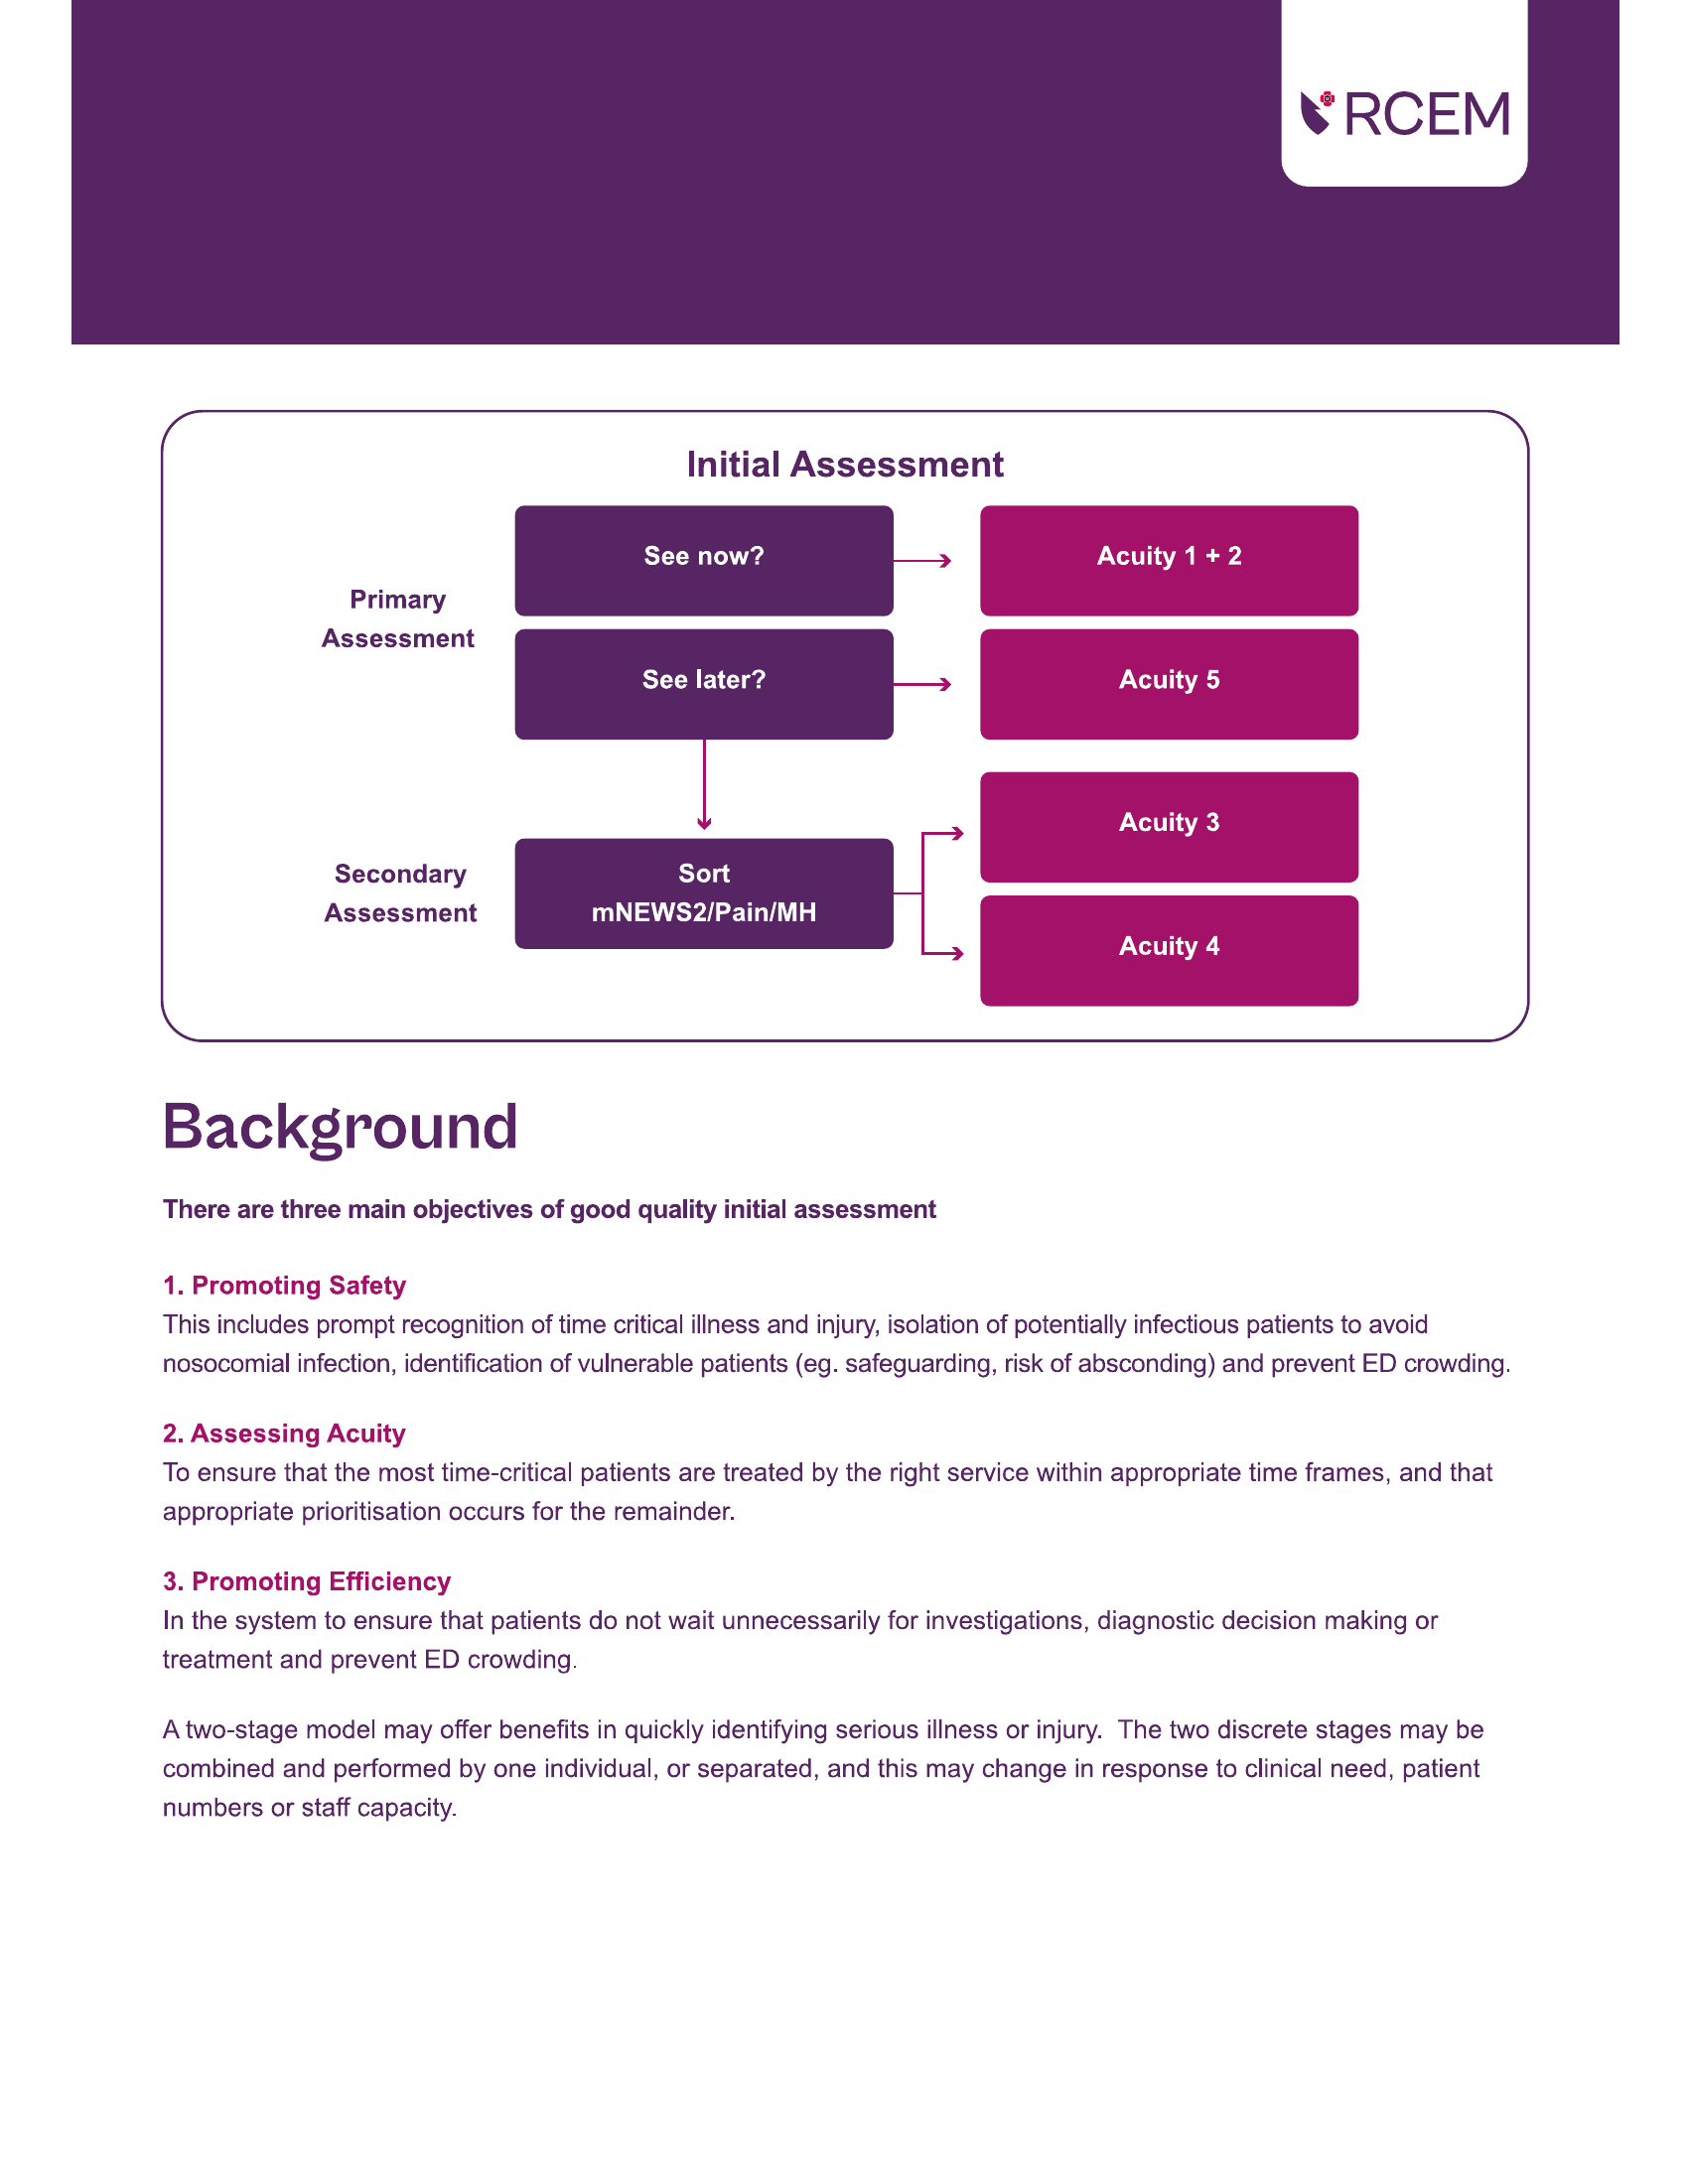 RCEM
Initial Assessment
Primary
Assessment
See now?
Acuity 1 + 2
See later?
Acuity 5
Secondary
Assessment
Sort
mNEWS2/Pain/MH
Acuity 3
Acuity 4
Background
There are three main objectives of good quality initial assessment
1. Promoting Safety
This includes prompt recognition of time critical illness and injury, isolation of potentially infectious patients to avoid
nosocomial infection, identification of vulnerable patients (eg. safeguarding, risk of absconding) and prevent ED crowding.
2. Assessing Acuity
To ensure that the most time-critical patients are treated by the right service within appropriate time frames, and that
appropriate prioritisation occurs for the remainder.
3. Promoting Efficiency
In the system to ensure that patients do not wait unnecessarily for investigations, diagnostic decision making or
treatment and prevent ED crowding.
A two-stage model may offer benefits in quickly identifying serious illness or injury.  The two discrete stages may be
combined and performed by one individual, or separated, and this may change in response to clinical need, patient
numbers or staff capacity.